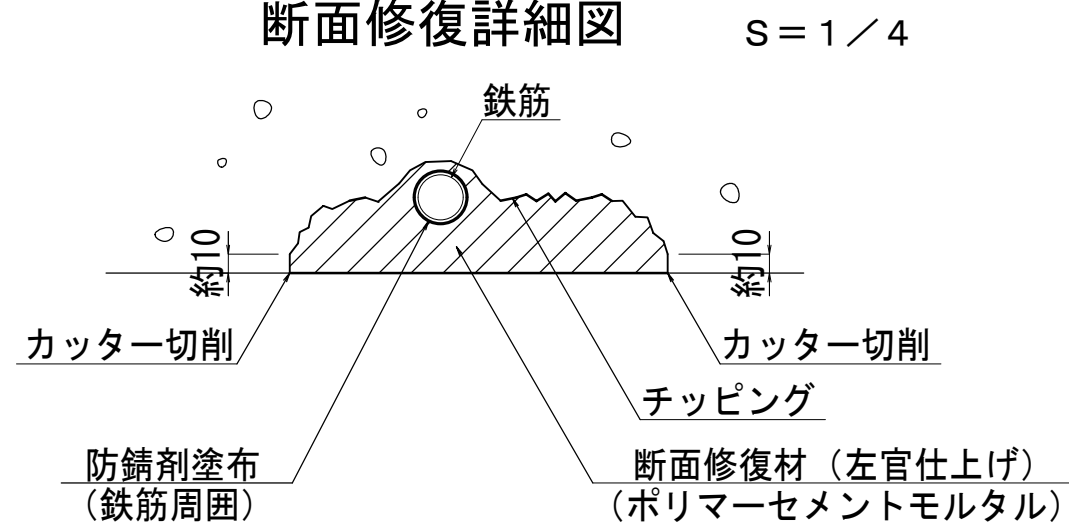 断面修復詳細図
S=1/4
鉄筋
約10
約10
カッター切削
カッター切削
チッピング
防錆剤塗布
(鉄筋周囲)
断面修復材(左官仕上げ)
(ポリマーセメントモルタル)